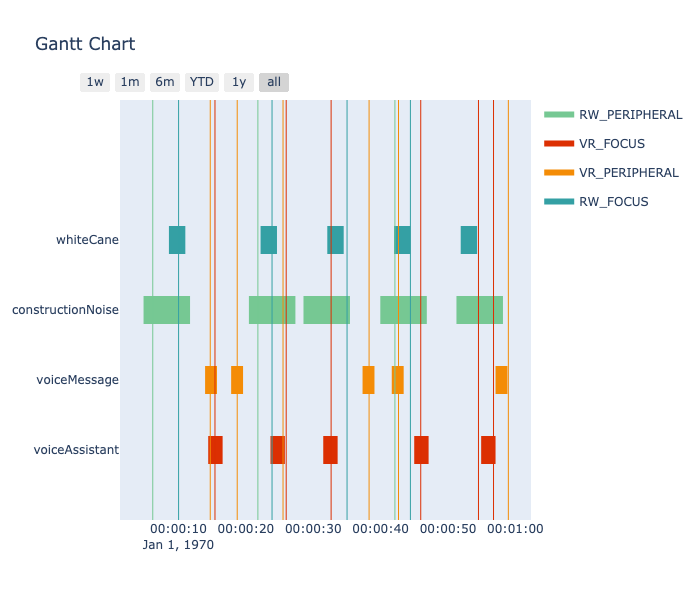 Gantt Chart
1w 1m 6m YTD 1y all
RW_PERIPHERAL
VR_FOCUS
VR_PERIPHERAL
RW_FOCUS
whiteCane
constructionNoise
voiceMessage
voiceAssistant
00:00:10 00:00:20 00:00:30 00:00:40 00:00:50 00:01:00
Jan 1, 1970